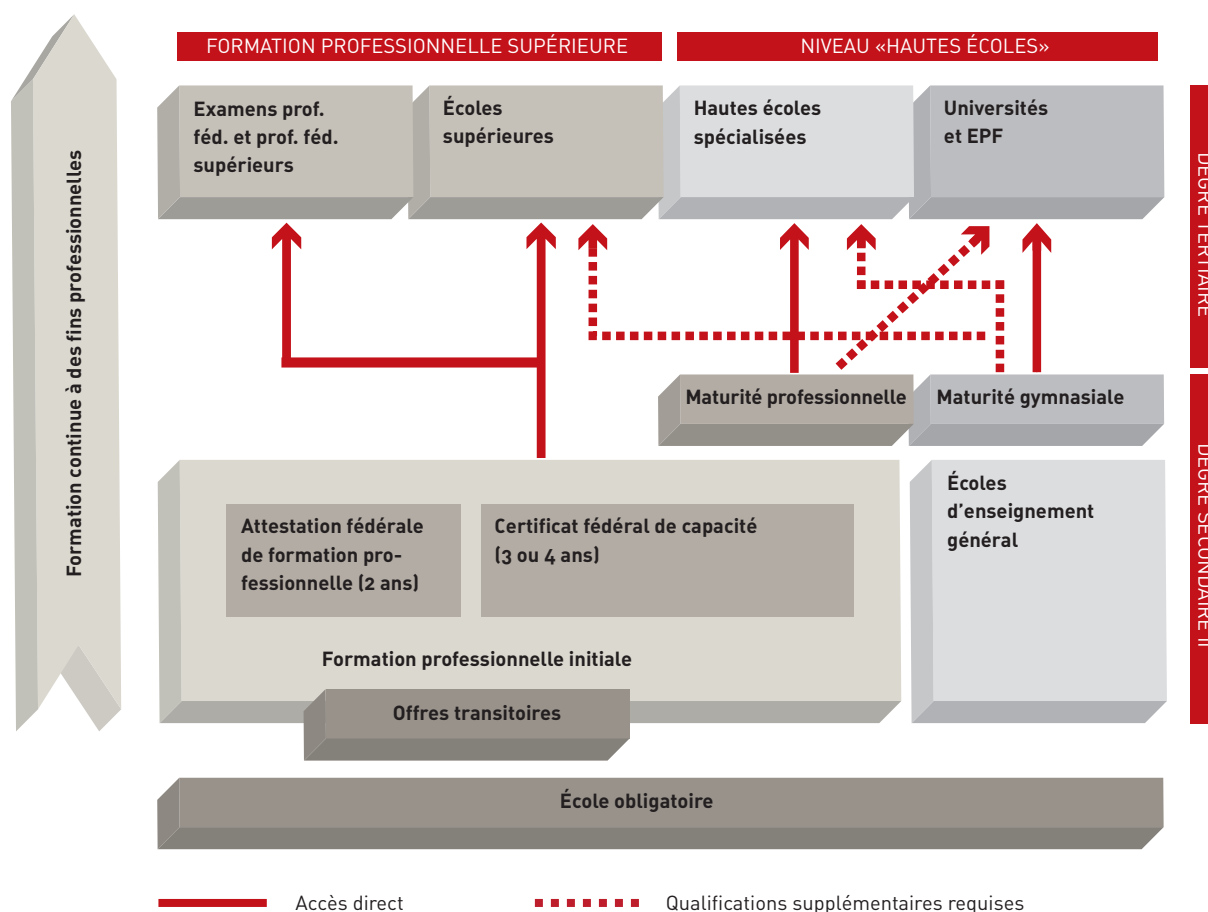 FORMATION PROFESSIONNELLE SUPÉRIEURE
NIVEAU «HAUTES ÉCOLES»
Formation continue à des fins professionnelles
Examens prof.
féd. et prof. féd.
supérieurs
Écoles
supérieures
Hautes écoles
spécialisées
Universités
et EPF
DEGRÉ TERTIAIRE
Maturité professionnelle
Maturité gymnasiale
DEGRÉ SECONDAIRE II
Attestation fédérale
de formation pro-
fessionnelle (2 ans)
Certificat fédéral de capacité
(3 ou 4 ans)
Écoles
d'enseignement
général
Formation professionnelle initiale
Offres transitoires
École obligatoire
Accès direct
Qualifications supplémentaires requises